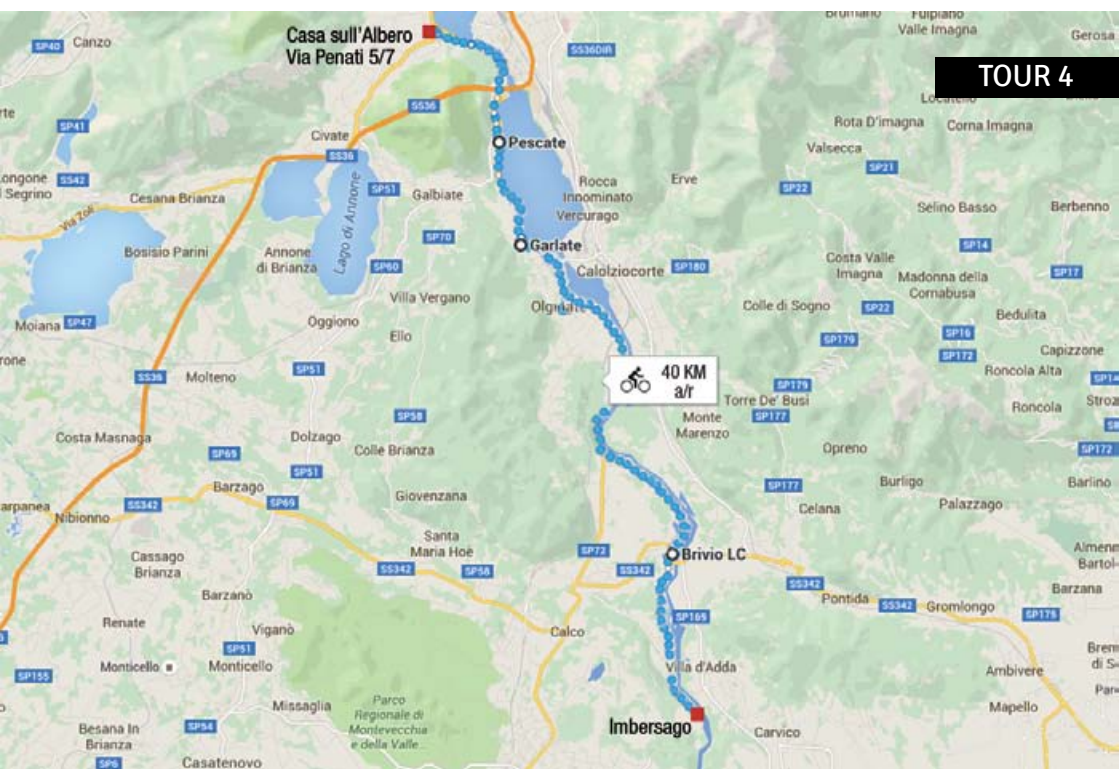 Brumano
Fuipiano
Valle Imagna
Gerosa
SP40
Canzo
Casa sull'Albero
Via Penati 5/7
SS36DIR
TOUR 4
Locatello
SS36
SP41
Civate
Pescate
Rota D'imagna
Corna Imagna
Valsecca
SS36
SP21
SS42
Cesana Brianza
SP51
Galbiate
Rocca
Innominato
Vercurago
Erve
SP22
Selino Basso
Berbenno
Via Zoli
Lago di Annone
Bosisio Parini
Annone
di Brianza
SP70
SP60
Garlate
Calolziocorte
SP180
SP14
SP17
Costa Valle
Imagna
Madonna della
Cornabusa
Villa Vergano
Olginate
Colle di Sogno
SP22
Bedulita
Moiana
SP47
Oggiono
Ello
SP179
SP16
SP172
Capizzone
SS36
Molteno
SP51
40 KM
a/r
Roncola Alta
SP179
Torre De' Busi
SP177
Monte
Marenzo
Roncola
SP58
Costa Masnaga
Dolzago
Colle Brianza
SP69
SP51
Opreno
SP172
Barzago
SP69
Giovenzana
SP177
Burligo
Barlino
SS342
Nibionno
Celana
Palazzago
Santa
Maria Hoè
Cassago
Brianza
SS342
SP58
SP72
SS342
Brivio LC
Barzanò
SS342
Pontida
SS342
Gromlongo
Barzana
SP175
Renate
Viganò
SP51
Calco
SP169
Monticello
Monticello
SP155
Villa d'Adda
Ambivere
Missaglia
Parco
Regionale di
Montevecchia
e della Valle...
Mapello
Besana In
Brianza
SP54
Imbersago
Carvico
SP6
Casatenovo